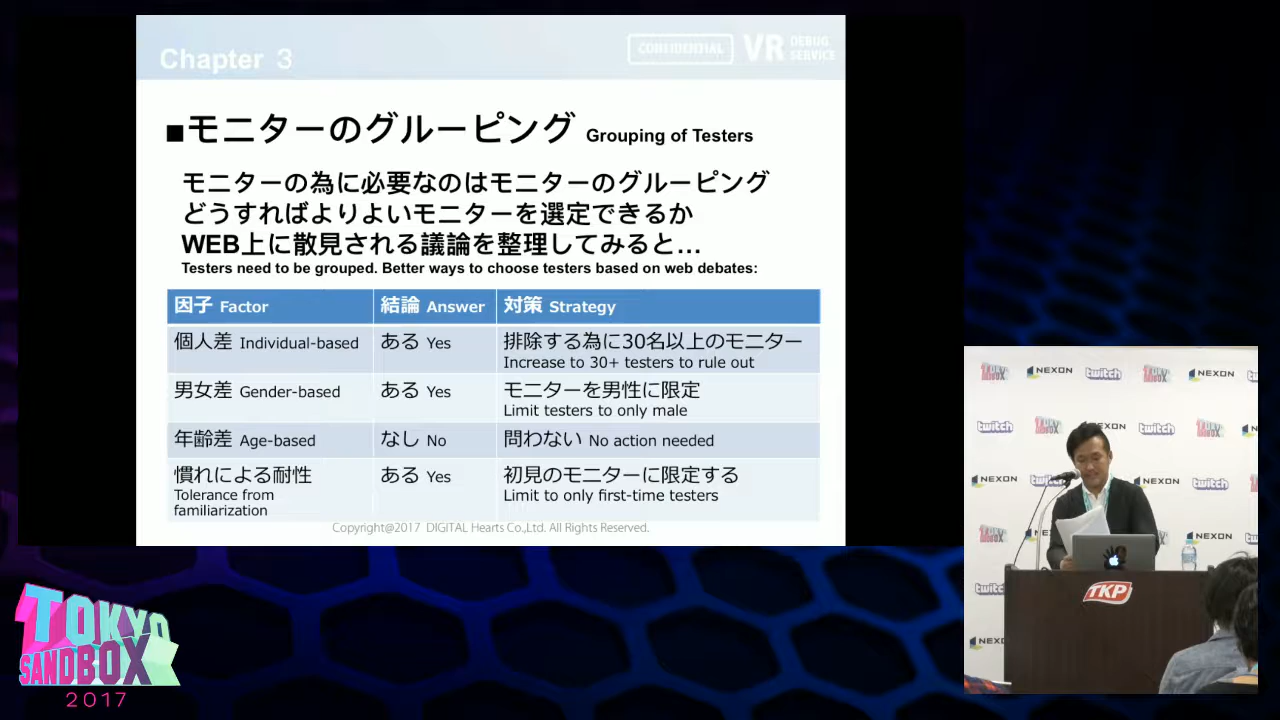 Chapter 3
CONFIDENTIAL
VR DEBUG SERVICE
■モニターのグルーピング Grouping of Testers
モニターの為に必要なのはモニターのグルーピング
どうすればよりよいモニターを選定できるか
WEB上に散見される議論を整理してみると…
Testers need to be grouped. Better ways to choose testers based on web debates:
因子 Factor 結論 Answer 対策 Strategy
個人差 Individual-based ある Yes 排除する為に30名以上のモニター
Increase to 30+ testers to rule out
男女差 Gender-based ある Yes モニターを男性に限定
Limit testers to only male
年齢差 Age-based なし No 問わない No action needed
慣れによる耐性 ある Yes 初見のモニターに限定する
Tolerance from Limit to only first-time testers
familiarization
Copyright@2017 DIGITAL Hearts Co.,Ltd. All Rights Reserved.
TOKYO
SANDBOX
2017
NEXON twitch NEXON
twitch NEXON twitch
NEXON NEXON twitch
NEXON NEXON
twitch
NEXON
TKP